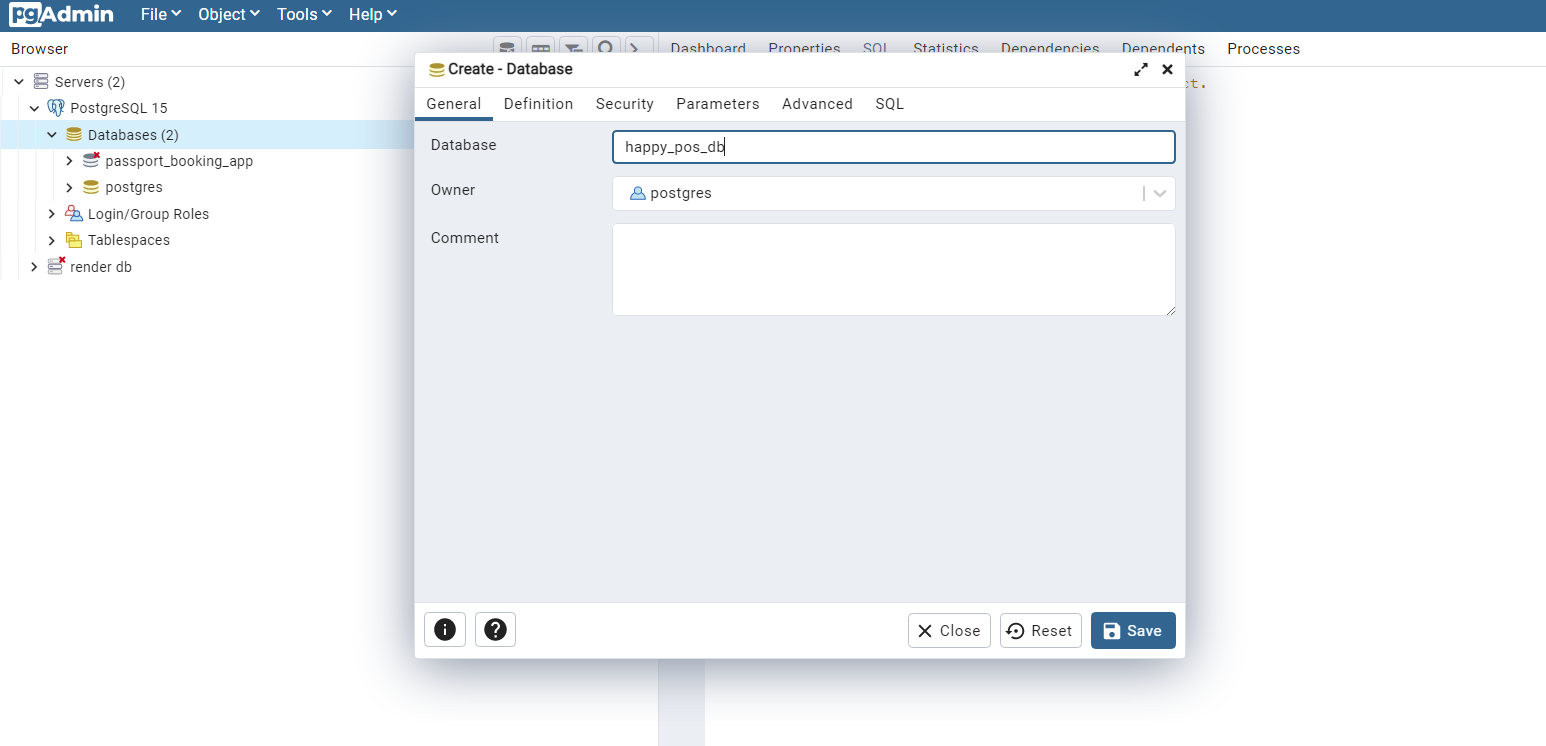 pgAdmin File Object Tools Help
Browser
Dashboard Properties SQL Statistics Dependencies Dependents Processes
Servers (2)
PostgreSQL 15
Databases (2)
passport_booking_app
postgres
Login/Group Roles
Tablespaces
render db
Create - Database
General Definition Security Parameters Advanced SQL
Database happy_pos_db
Owner postgres
Comment
Close Reset Save